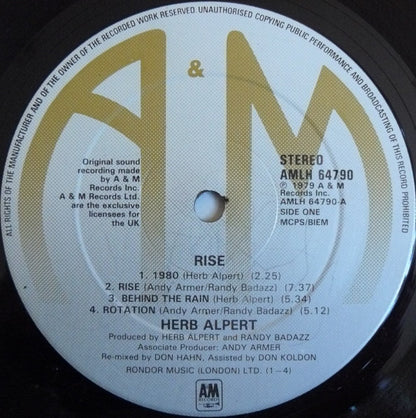 ALL RIGHTS OF THE MANUFACTURER AND OF THE OWNER OF THE RECORDED WORK RESERVED. UNAUTHORISED COPYING PUBLIC PERFORMANCE AND BROADCASTING OF THIS RECORD PROHIBITED
A & M
Original sound
recording made
by A & M
Records Inc.
A & M Records Ltd.
are the exclusive
licensees for
the UK
STEREO
AMLH 64790
℗ 1979 A & M
Records Inc.
AMLH 64790-A
SIDE ONE
MCPS/BIEM
RISE
1. 1980 (Herb Alpert) (2.25)
2. RISE (Andy Armer/Randy Badazz) (7.37)
3. BEHIND THE RAIN (Herb Alpert) (5.34)
4. ROTATION (Andy Armer/Randy Badazz) (5.12)
HERB ALPERT
Produced by HERB ALPERT and RANDY BADAZZ
Associate Producer: ANDY ARMER
Re-mixed by DON HAHN, Assisted by DON KOLDON
RONDOR MUSIC (LONDON) LTD. (1-4)
AM
RECORDS